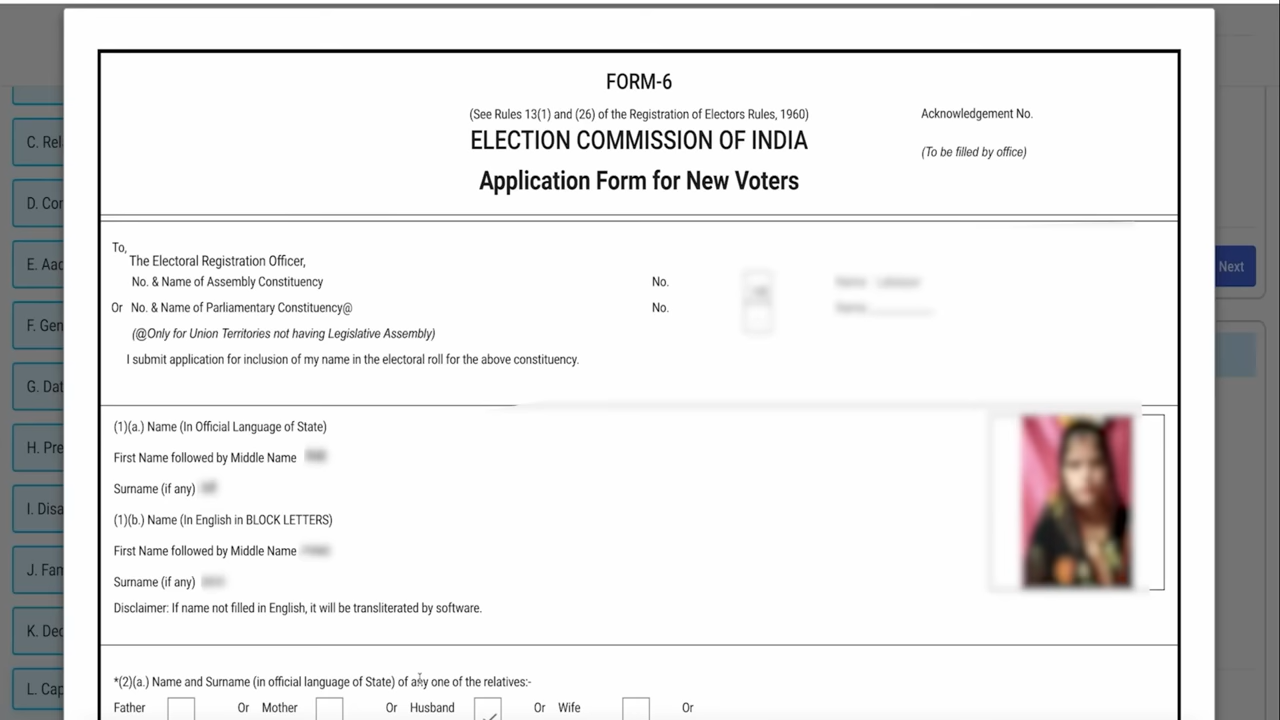 FORM-6
(See Rules 13(1) and (26) of the Registration of Electors Rules, 1960)
Acknowledgement No.
ELECTION COMMISSION OF INDIA
(To be filled by office)
Application Form for New Voters
To,
The Electoral Registration Officer,
No. & Name of Assembly Constituency No.
Or No. & Name of Parliamentary Constituency@ No.
(@Only for Union Territories not having Legislative Assembly)
I submit application for inclusion of my name in the electoral roll for the above constituency.
(1)(a.) Name (In Official Language of State)
First Name followed by Middle Name
Surname (if any)
(1)(b.) Name (In English in BLOCK LETTERS)
First Name followed by Middle Name
Surname (if any)
Disclaimer: If name not filled in English, it will be transliterated by software.
*(2)(a.) Name and Surname (in official language of State) of any one of the relatives:-
Father Or Mother Or Husband Or Wife Or
C. Rel
D. Cor
E. Aac
F. Gen
G. Dat
H. Pre
I. Disa
J. Fam
K. Dec
L. Cap
Next